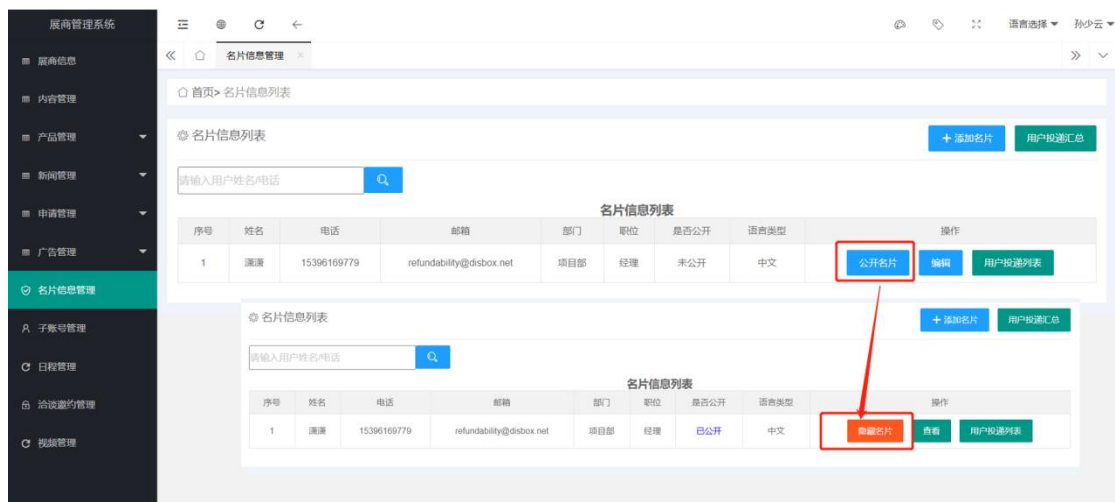 展商管理系统
语言选择 孙少云
展商信息
名片信息管理
首页> 名片信息列表
内容管理
产品管理
名片信息列表
添加名片 用户投递汇总
新闻管理
请输入用户姓名/电话
申请管理
名片信息列表
序号 姓名 电话 邮箱 部门 职位 是否公开 语言类型 操作
广告管理
1 潇潇 15396169779 refundability@disbox.net 项目部 经理 未公开 中文 公开名片 编辑 用户投递列表
名片信息管理
子账号管理
日程管理
洽谈邀约管理
视频管理
名片信息列表
添加名片 用户投递汇总
请输入用户姓名/电话
名片信息列表
序号 姓名 电话 邮箱 部门 职位 是否公开 语言类型 操作
1 潇潇 15396169779 refundability@disbox.net 项目部 经理 已公开 中文 隐藏名片 查看 用户投递列表